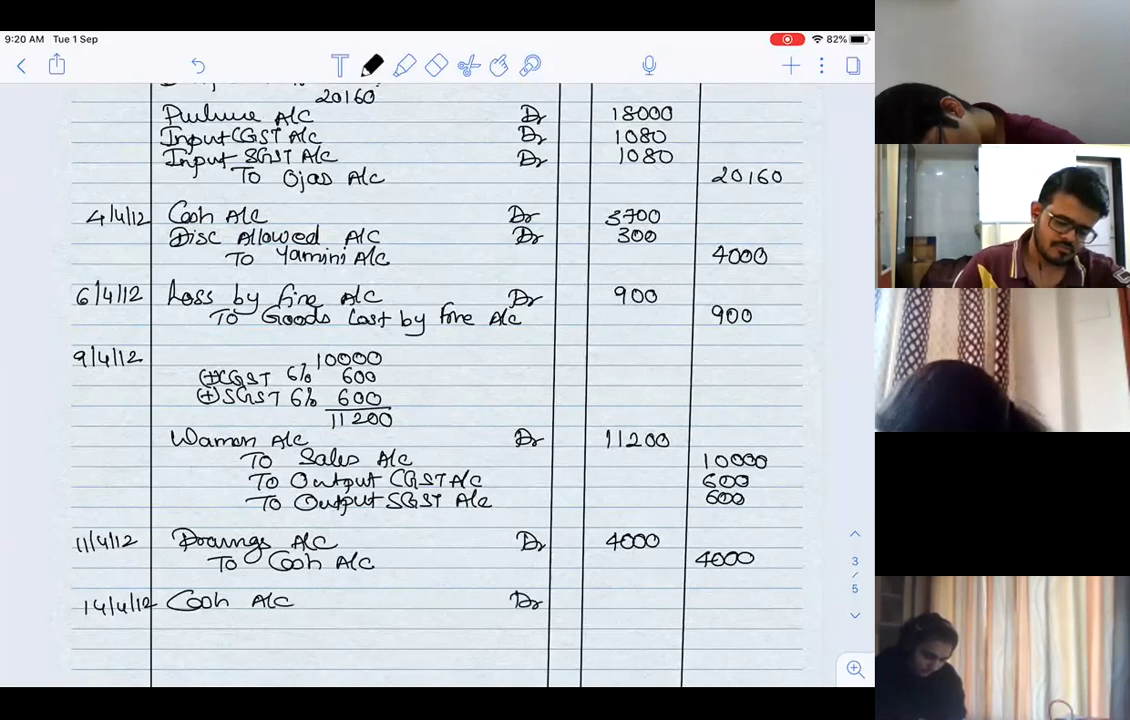 9:20 AM Tue 1 Sep
82%
20160
Purchase A/C Dr 18000
Input CGST A/C Dr 1080
Input SGST A/C Dr 1080
To Ojas A/C 20160
4/4/12 Cash A/C Dr 3700
Disc Allowed A/C Dr 300
To Yamini A/C 4000
6/4/12 Loss by fire A/C Dr 900
To Goods Lost by fire A/C 900
9/4/12 10000
(+)CGST 6% 600
(+)SGST 6% 600
11200
Waman A/C Dr 11200
To Sales A/C 10000
To Output CGST A/C 600
To Output SGST A/C 600
11/4/12 Drawings A/C Dr 4000
To Cash A/C 4000
14/4/12 Cash A/C Dr
3
/
5